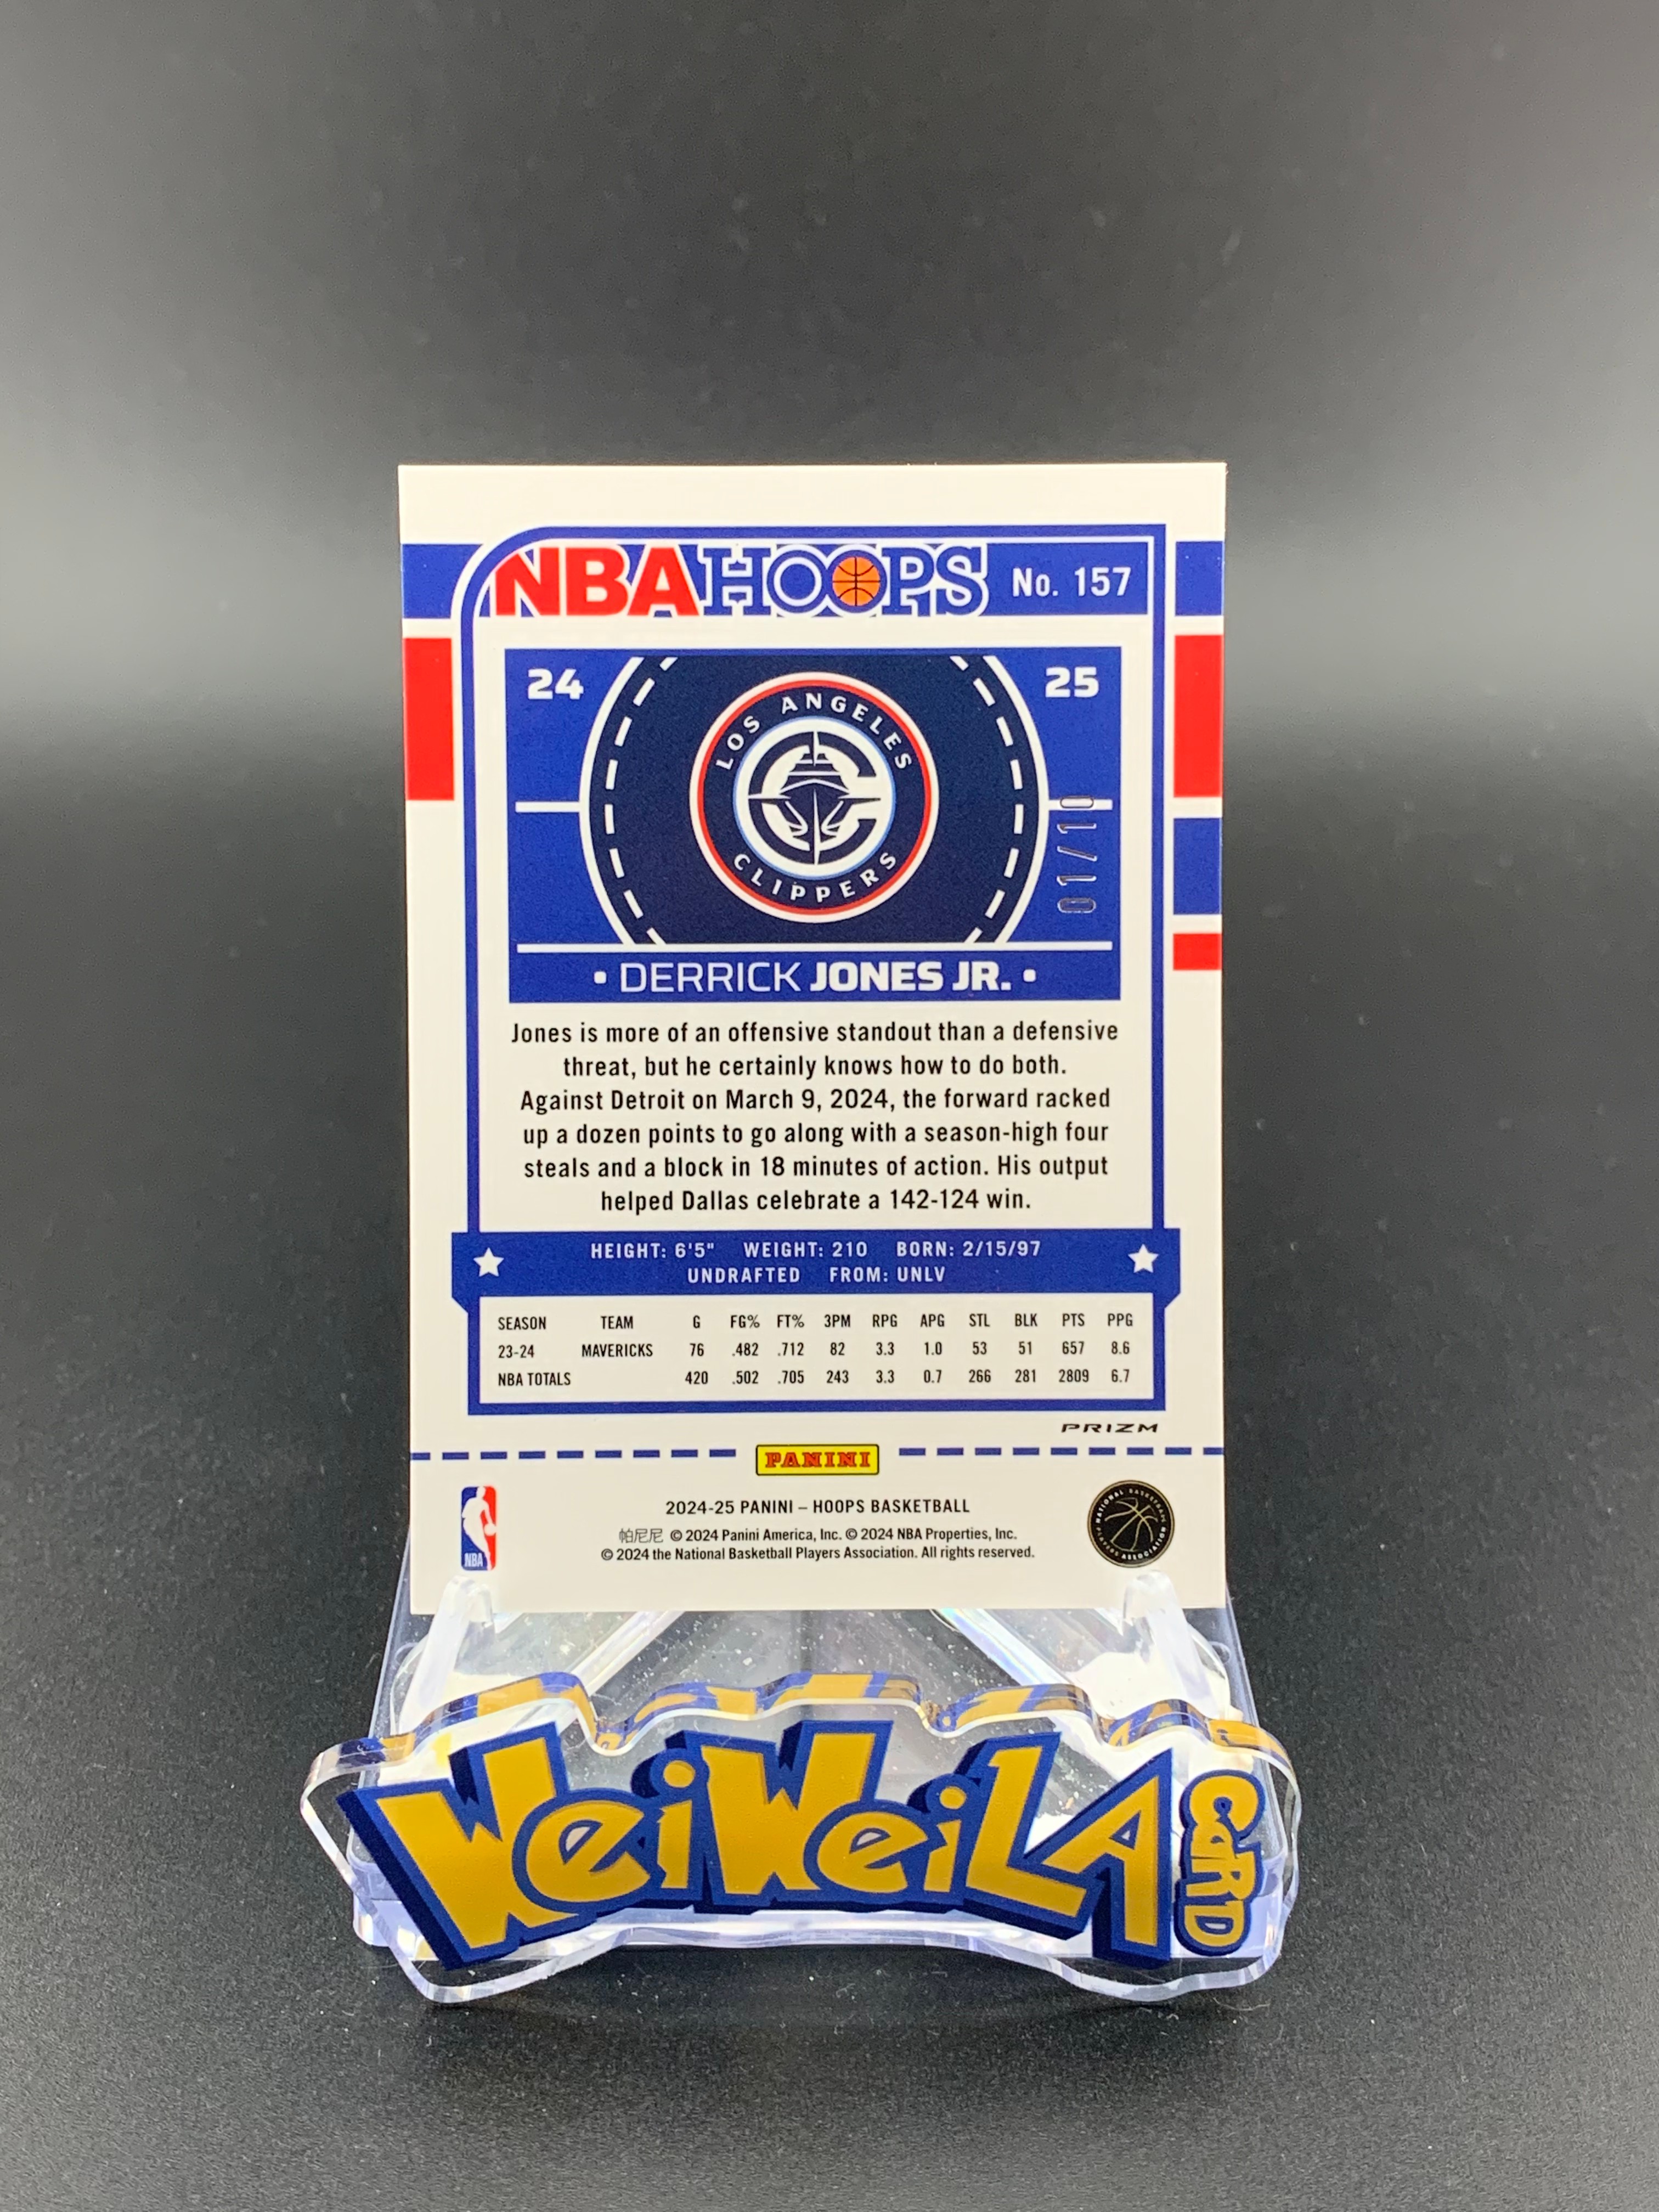 NBA HOOPS No. 157
24 25
LOS ANGELES
CLIPPERS
01/10
• DERRICK JONES JR. •
Jones is more of an offensive standout than a defensive
threat, but he certainly knows how to do both.
Against Detroit on March 9, 2024, the forward racked
up a dozen points to go along with a season-high four
steals and a block in 18 minutes of action. His output
helped Dallas celebrate a 142-124 win.
HEIGHT: 6'5" WEIGHT: 210 BORN: 2/15/97
UNDRAFTED FROM: UNLV
SEASON TEAM G FG% FT% 3PM RPG APG STL BLK PTS PPG
23-24 MAVERICKS 76 .482 .712 82 3.3 1.0 53 51 657 8.6
NBA TOTALS 420 .502 .705 243 3.3 0.7 266 281 2809 6.7
PRIZM
PANINI
2024-25 PANINI – HOOPS BASKETBALL
帕尼尼 © 2024 Panini America, Inc. © 2024 NBA Properties, Inc.
© 2024 the National Basketball Players Association. All rights reserved.
NBA
NATIONAL BASKETBALL
PLAYERS ASSOCIATION
WeiWeiLA CARD